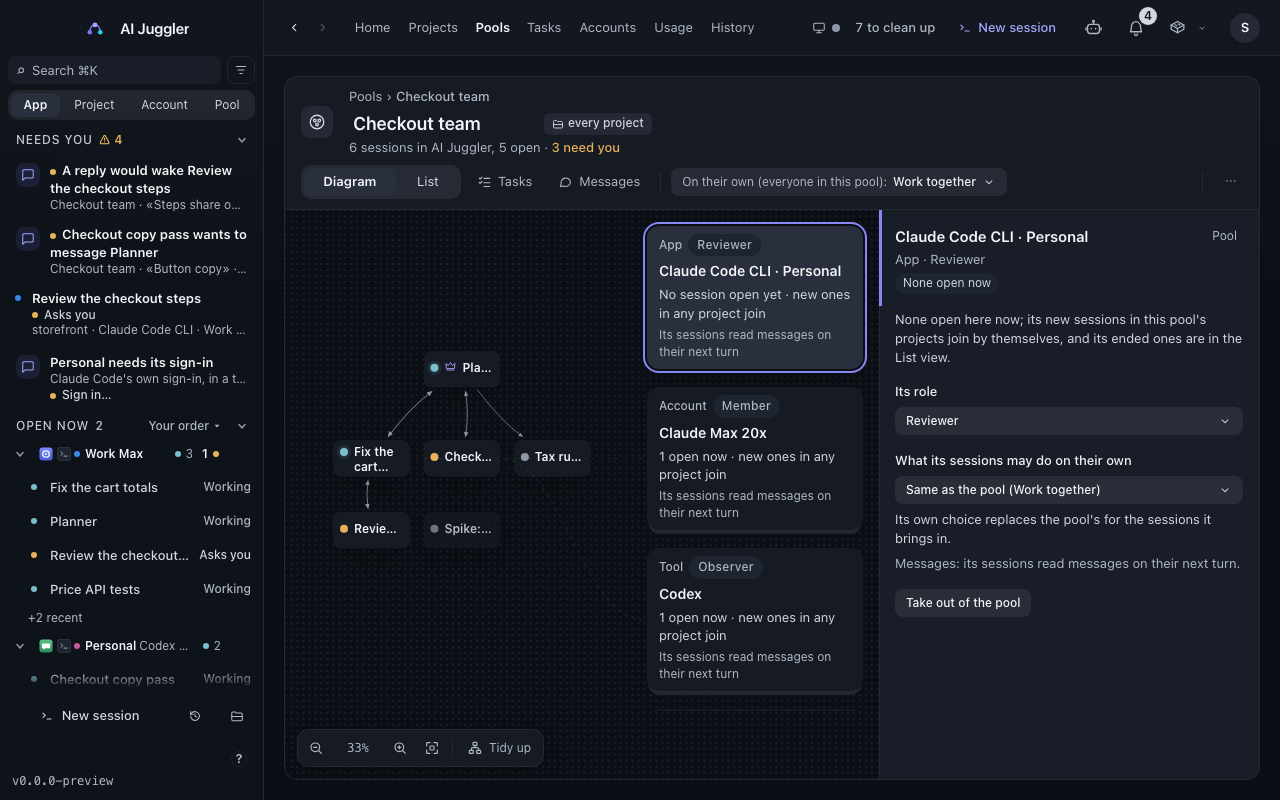 AI Juggler
Search ⌘K
App
Project
Account
Pool
NEEDS YOU
4
A reply would wake Review
the checkout steps
Checkout team · «Steps share o...
Checkout copy pass wants to
message Planner
Checkout team · «Button copy» ·...
Review the checkout steps
Asks you
storefront · Claude Code CLI · Work ...
Personal needs its sign-in
Claude Code's own sign-in, in a t...
Sign in...
OPEN NOW 2
Your order
Work Max
3
1
Fix the cart totals
Working
Planner
Working
Review the checkout...
Asks you
Price API tests
Working
+2 recent
Personal Codex ...
2
Checkout copy pass
Working
New session
?
v0.0.0-preview
Home
Projects
Pools
Tasks
Accounts
Usage
History
7 to clean up
New session
4
S
Pools › Checkout team
Checkout team
every project
6 sessions in AI Juggler, 5 open · 3 need you
Diagram
List
Tasks
Messages
On their own (everyone in this pool): Work together
...
Pla...
Fix the
cart...
Check...
Tax ru...
Revie...
Spike:...
App
Reviewer
Claude Code CLI · Personal
No session open yet · new ones
in any project join
Its sessions read messages on
their next turn
Account
Member
Claude Max 20x
1 open now · new ones in any
project join
Its sessions read messages on
their next turn
Tool
Observer
Codex
1 open now · new ones in any
project join
Its sessions read messages on
their next turn
33%
Tidy up
Claude Code CLI · Personal
Pool
App · Reviewer
None open now
None open here now; its new sessions in this pool's
projects join by themselves, and its ended ones are in the
List view.
Its role
Reviewer
What its sessions may do on their own
Same as the pool (Work together)
Its own choice replaces the pool's for the sessions it
brings in.
Messages: its sessions read messages on their next turn.
Take out of the pool